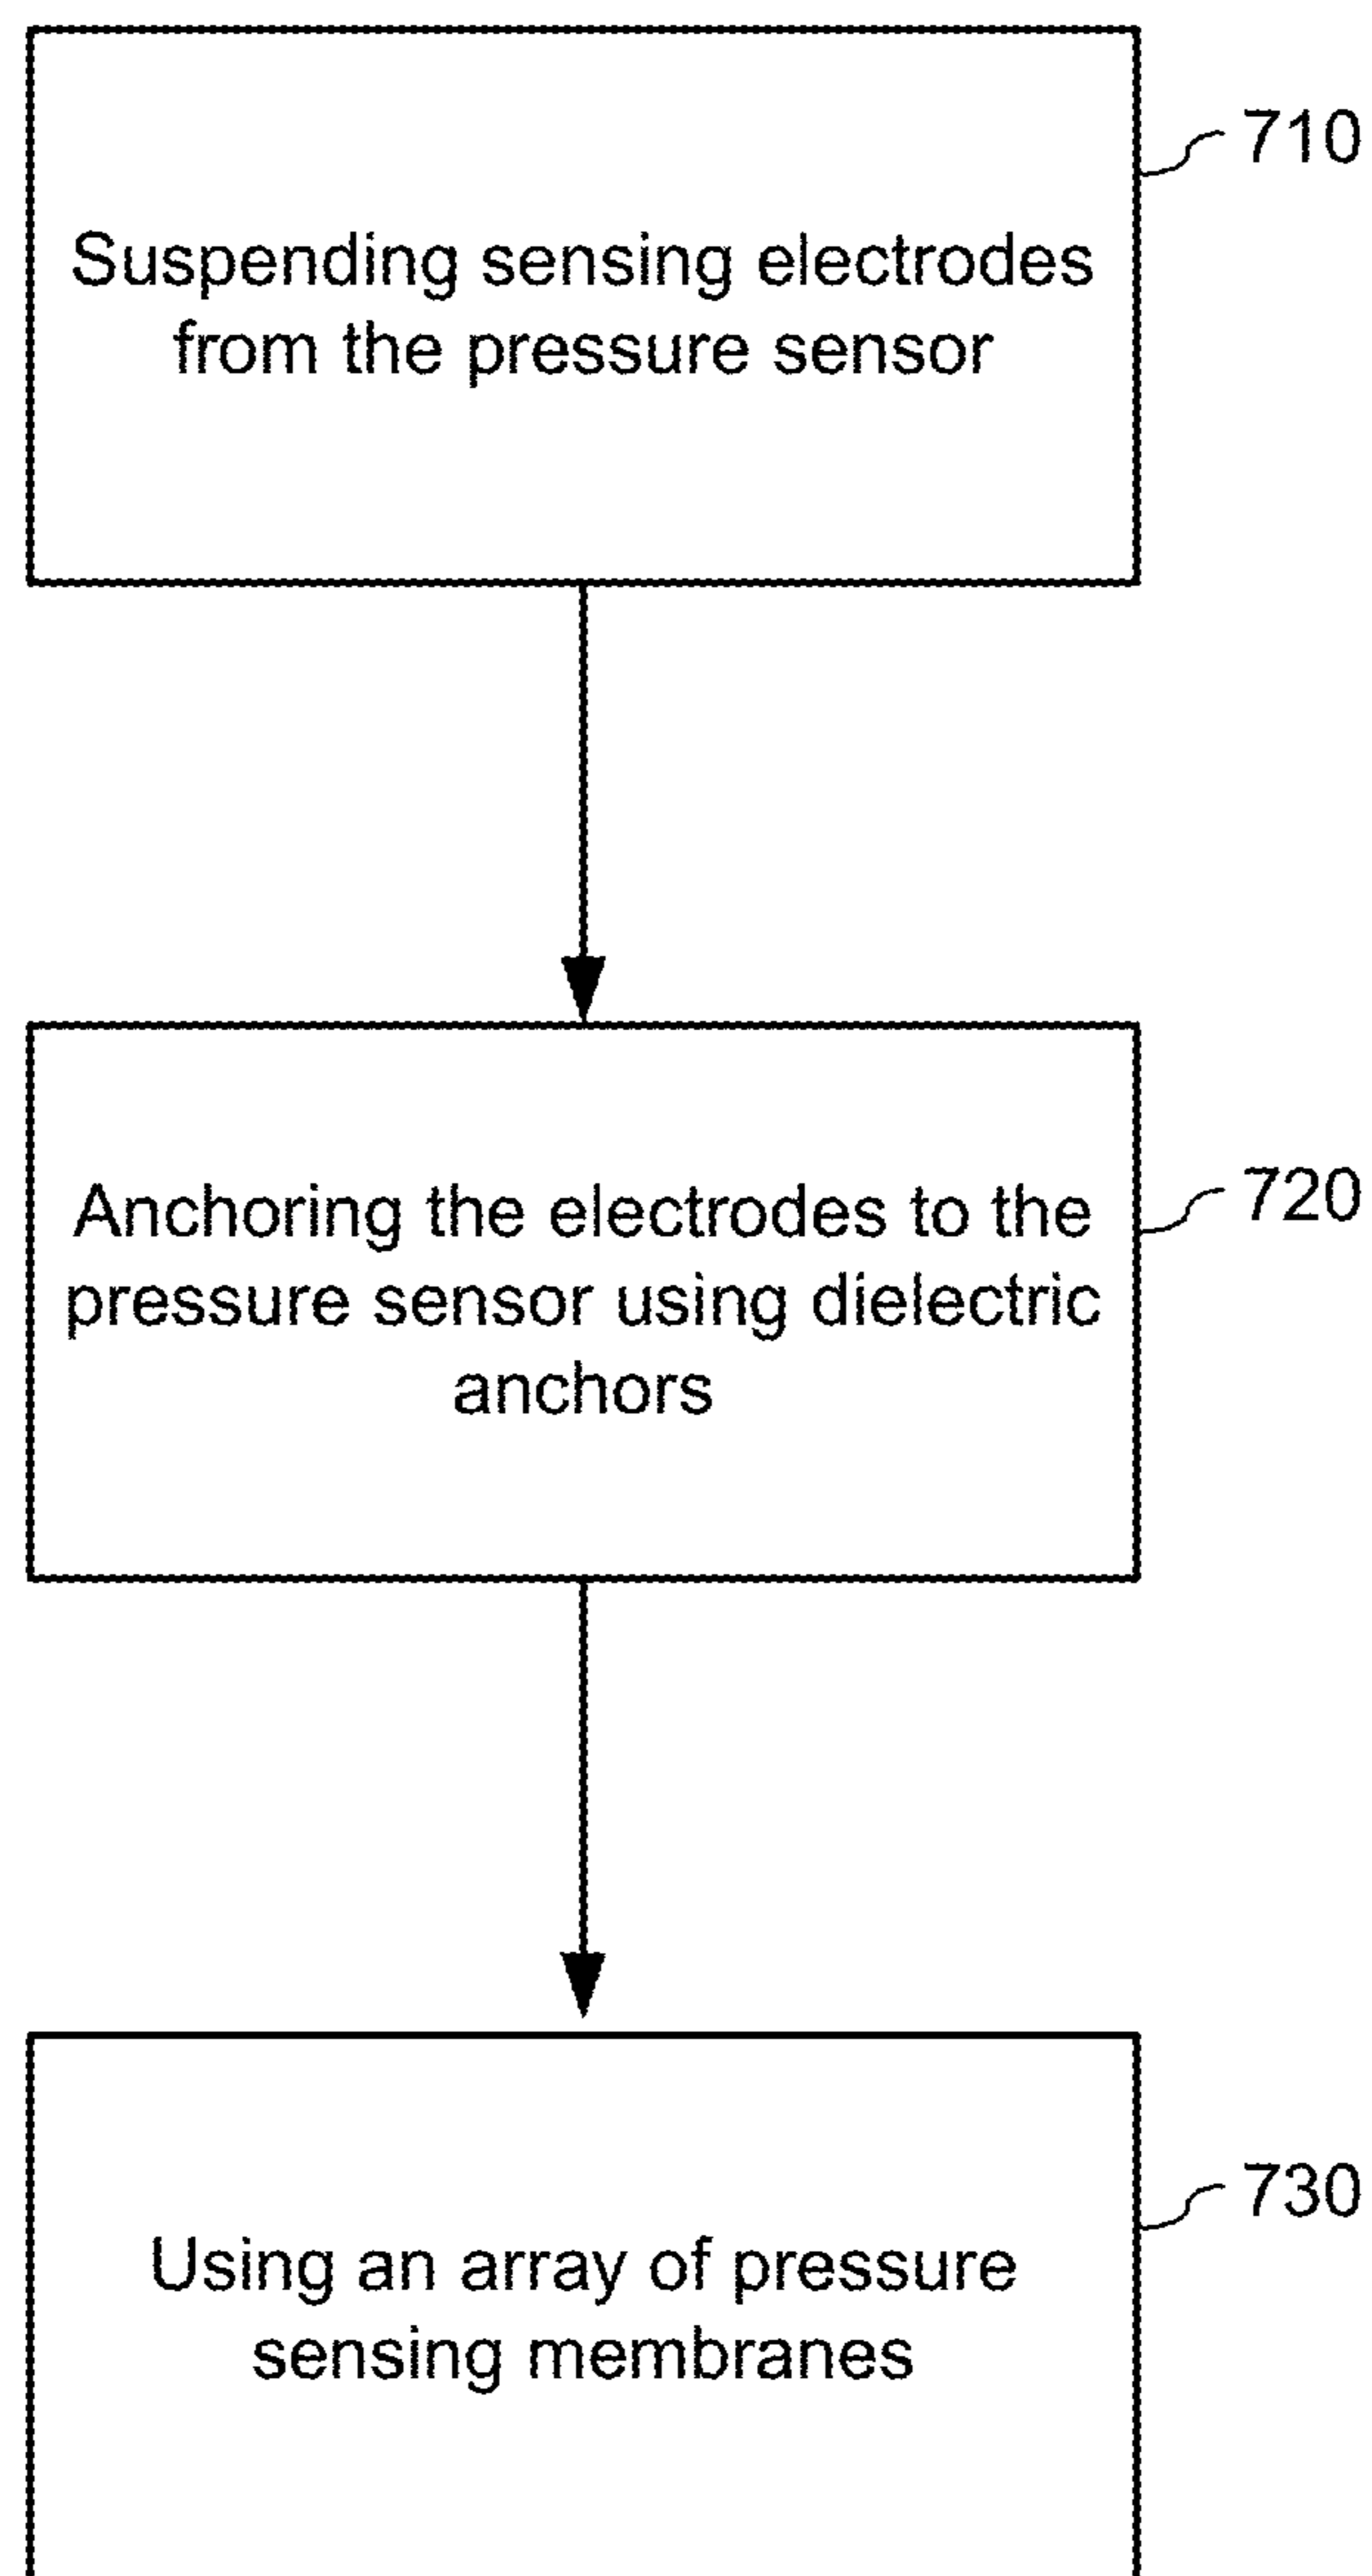 710
Suspending sensing electrodes
from the pressure sensor
720
Anchoring the electrodes to the
pressure sensor using dielectric
anchors
730
Using an array of pressure
sensing membranes